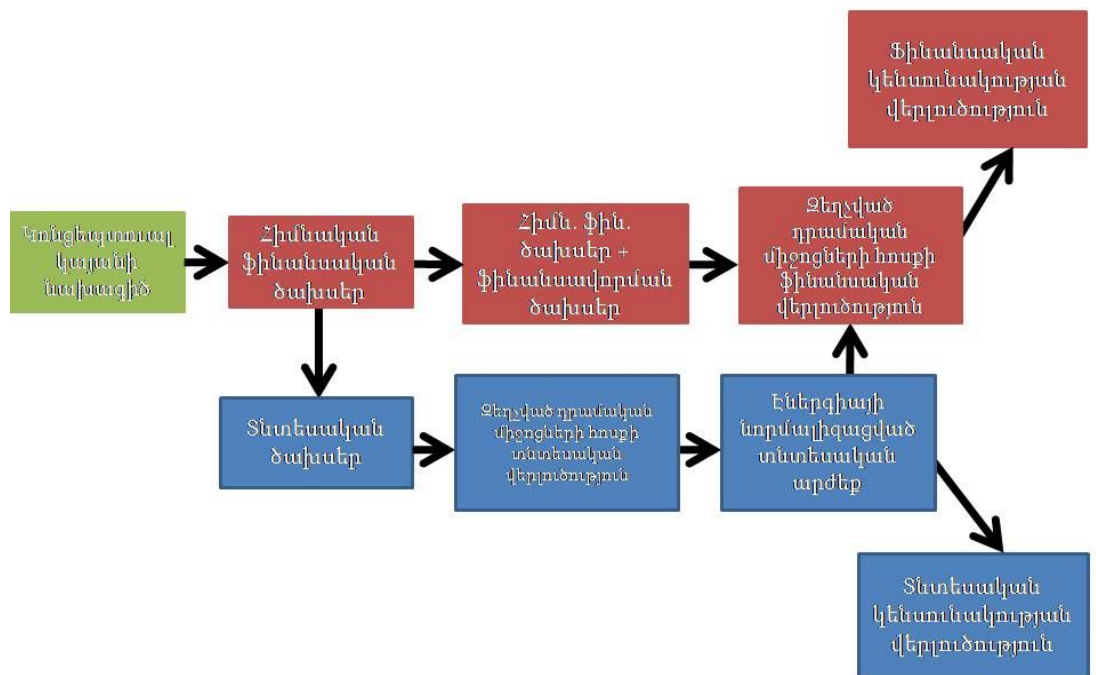 Ֆինանսական
կենսունակության
վերլուծություն
Կոնցեպտուալ
կայանի
նախագիծ
Հիմնական
ֆինանսական
ծախսեր
Հիմն. ֆին.
ծախսեր +
ֆինանսավորման
ծախսեր
Զեղչված
դրամական
միջոցների հոսքի
ֆինանսական
վերլուծություն
Տնտեսական
ծախսեր
Զեղչված դրամական
միջոցների հոսքի
տնտեսական
վերլուծություն
Էներգիայի
նորմալիզացված
տնտեսական
արժեք
Տնտեսական
կենսունակության
վերլուծություն